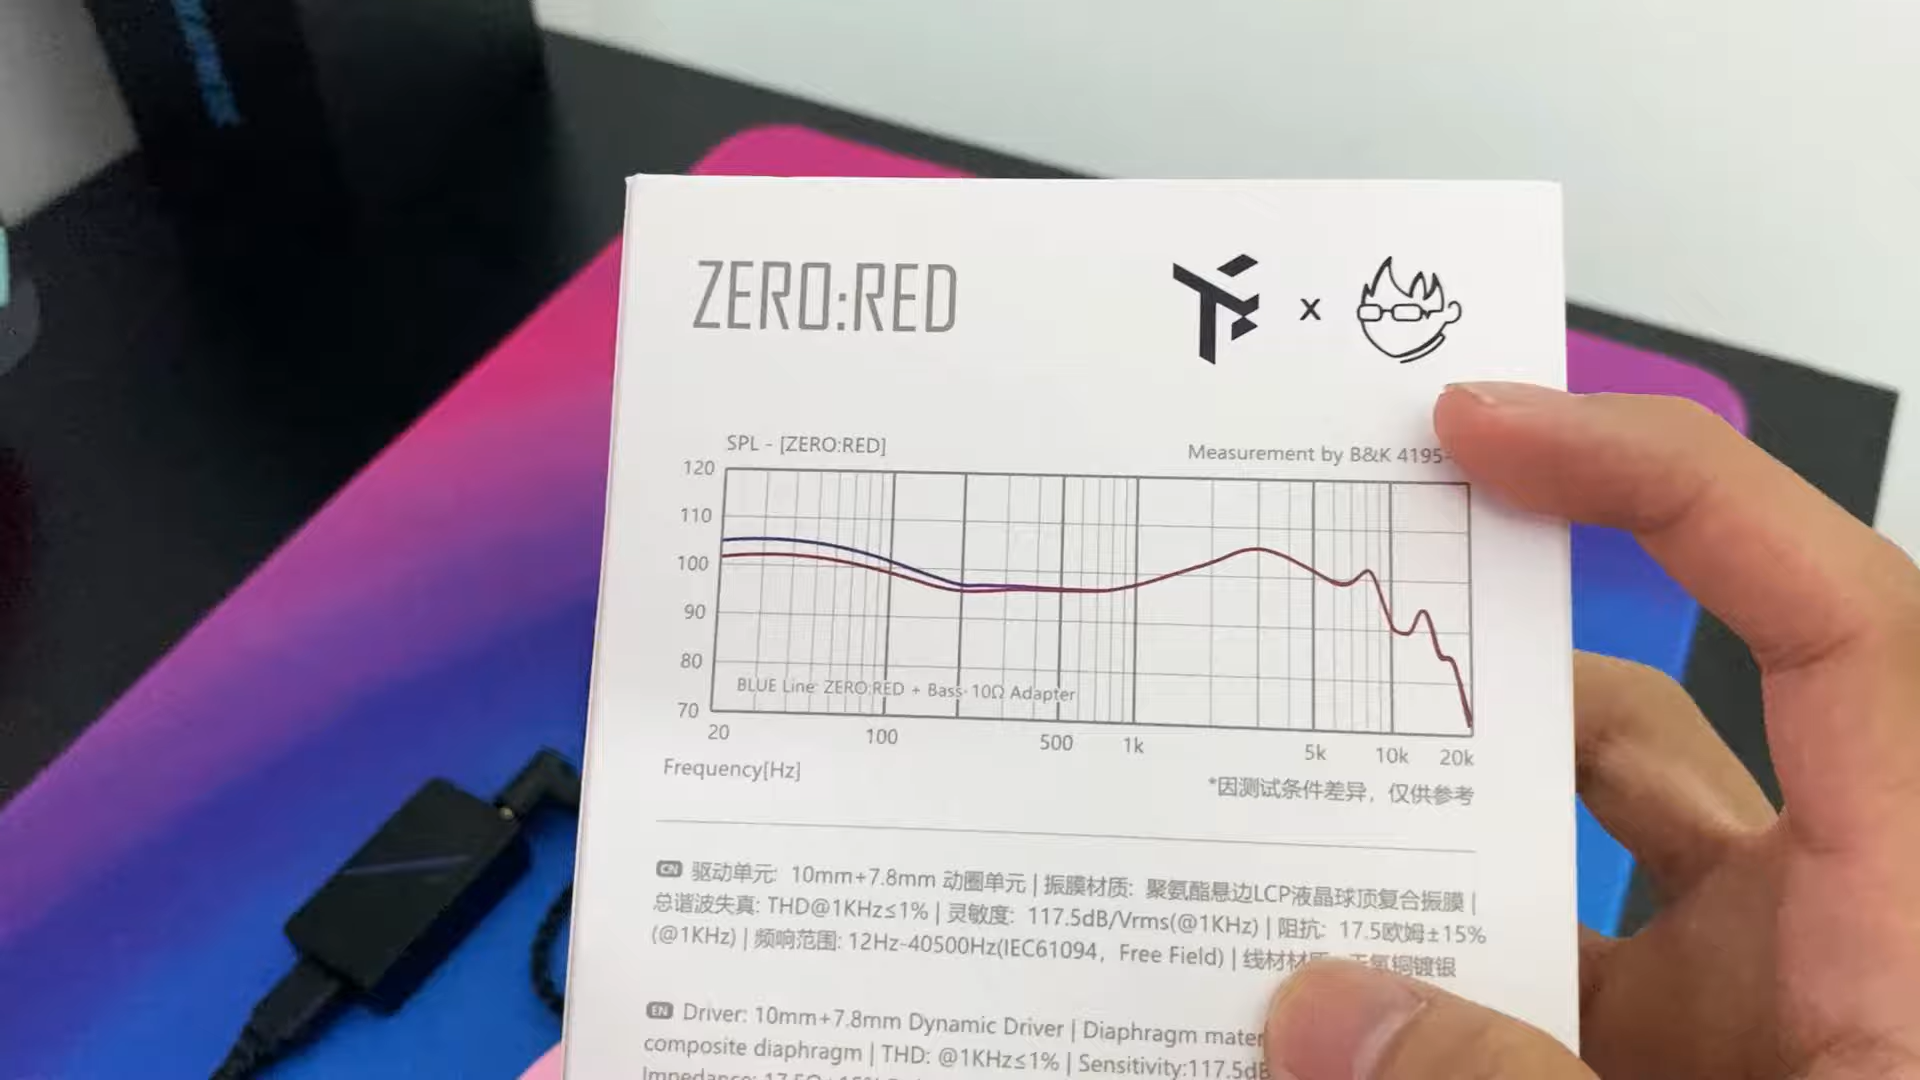 ZERO:RED
x
SPL - [ZERO:RED]
Measurement by B&K 4195
120
110
100
90
80
70
BLUE Line: ZERO:RED + Bass 10Ω Adapter
20 100 500 1k 5k 10k 20k
Frequency[Hz]
*因测试条件差异，仅供参考
CN 驱动单元: 10mm+7.8mm 动圈单元 | 振膜材质: 聚氨酯悬边LCP液晶球顶复合振膜 |
总谐波失真: THD@1KHz≤1% | 灵敏度: 117.5dB/Vrms(@1KHz) | 阻抗: 17.5欧姆±15%
(@1KHz) | 频响范围: 12Hz-40500Hz(IEC61094, Free Field) | 线材材 氧铜镀银
EN Driver: 10mm+7.8mm Dynamic Driver | Diaphragm
composite diaphragm | THD: @1KHz≤1% | Sensitivity:117.5dB
Impedance: